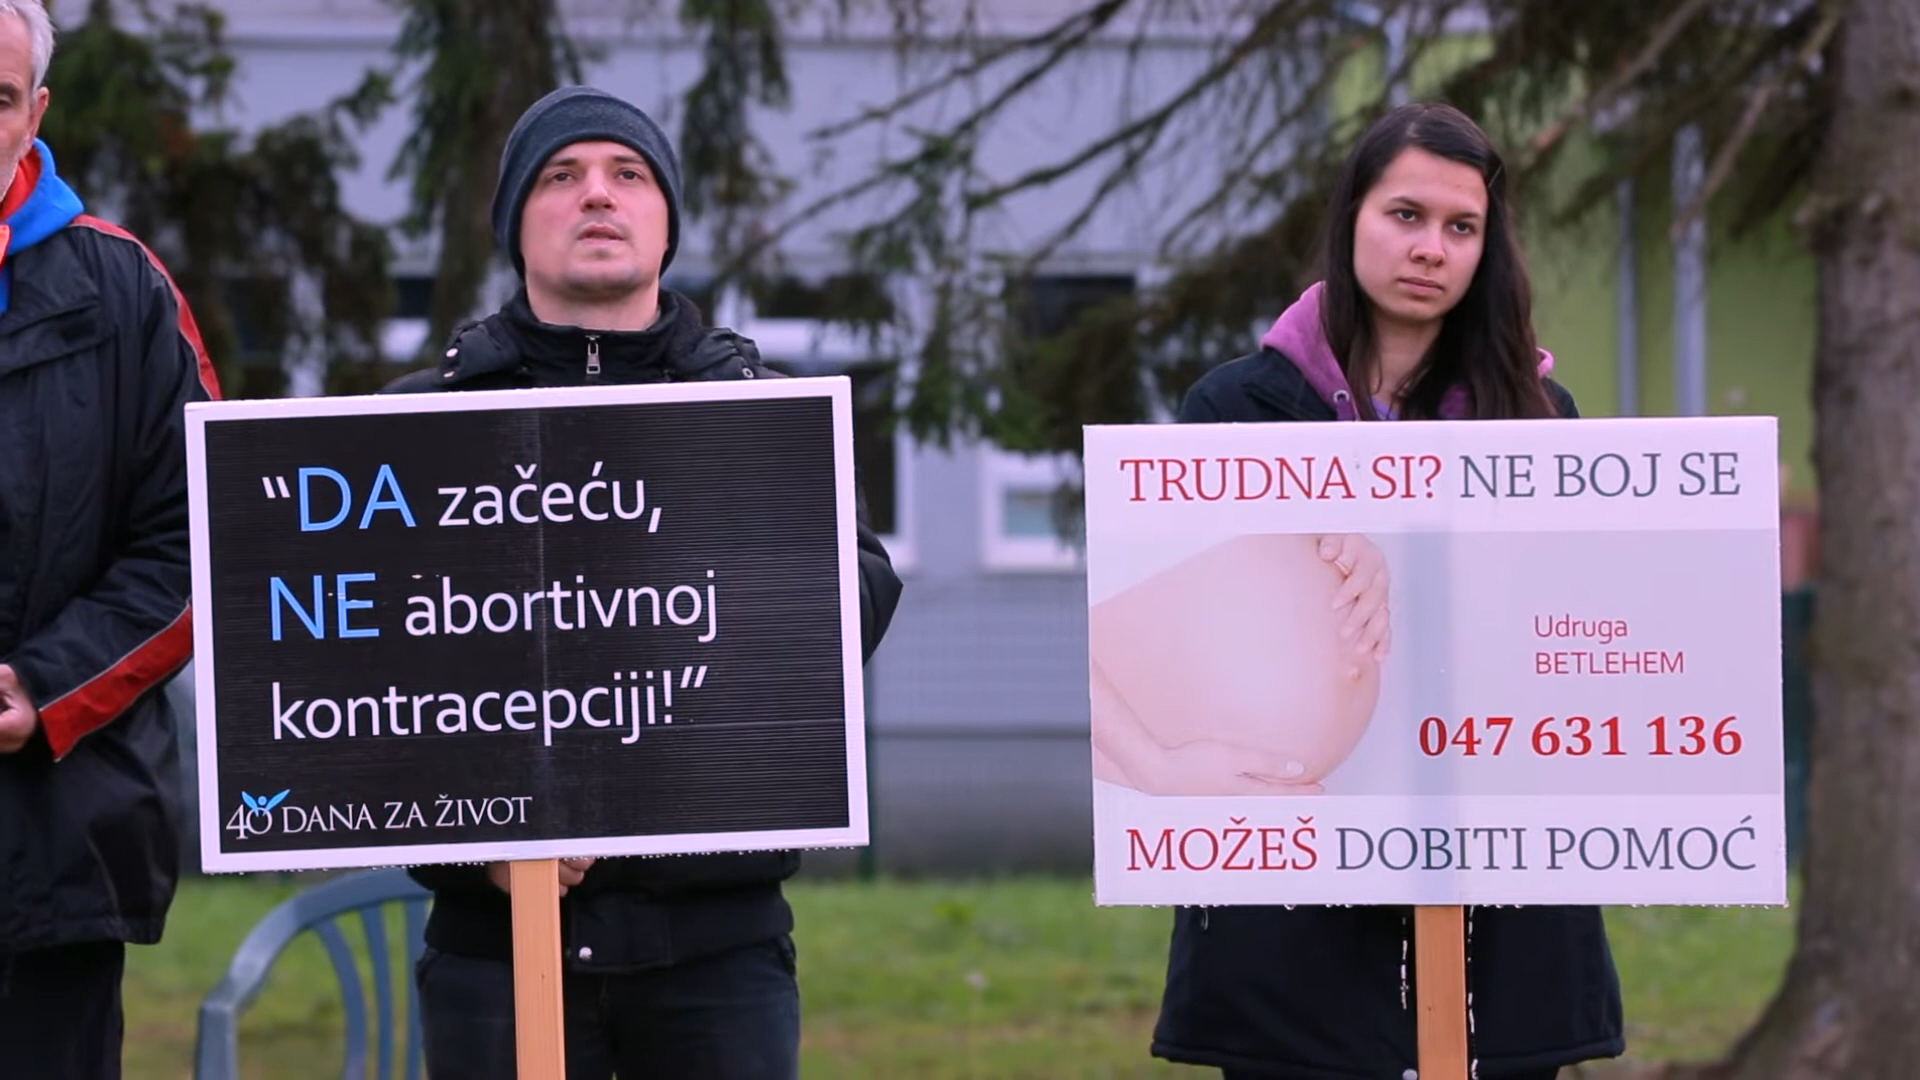 “DA začeću,
NE abortivnoj
kontracepciji!”
40 DANA ZA ŽIVOT
TRUDNA SI? NE BOJ SE
Udruga
BETLEHEM
047 631 136
MOŽEŠ DOBITI POMOĆ